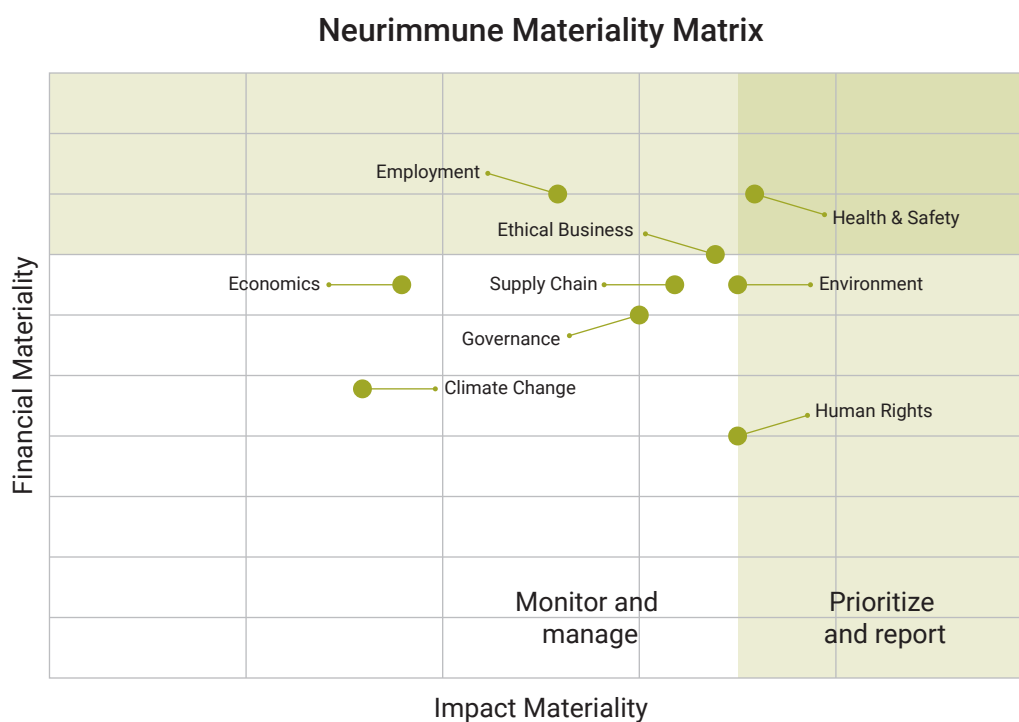 Neurimmune Materiality Matrix
Employment
Health & Safety
Ethical Business
Economics
Supply Chain
Environment
Governance
Climate Change
Human Rights
Financial Materiality
Monitor and
manage
Prioritize
and report
Impact Materiality